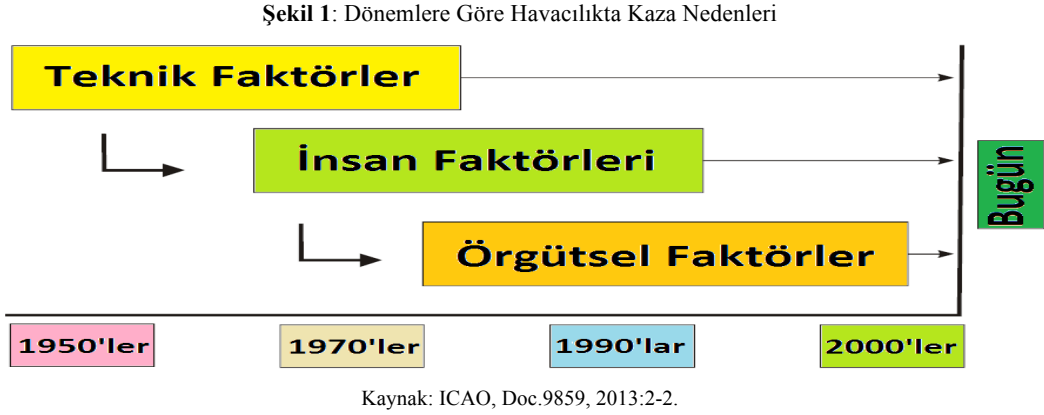 Şekil 1: Dönemlere Göre Havacılıkta Kaza Nedenleri
Teknik Faktörler
İnsan Faktörleri
Bugün
Örgütsel Faktörler
1950'ler
1970'ler
1990'lar
2000'ler
Kaynak: ICAO, Doc.9859, 2013:2-2.